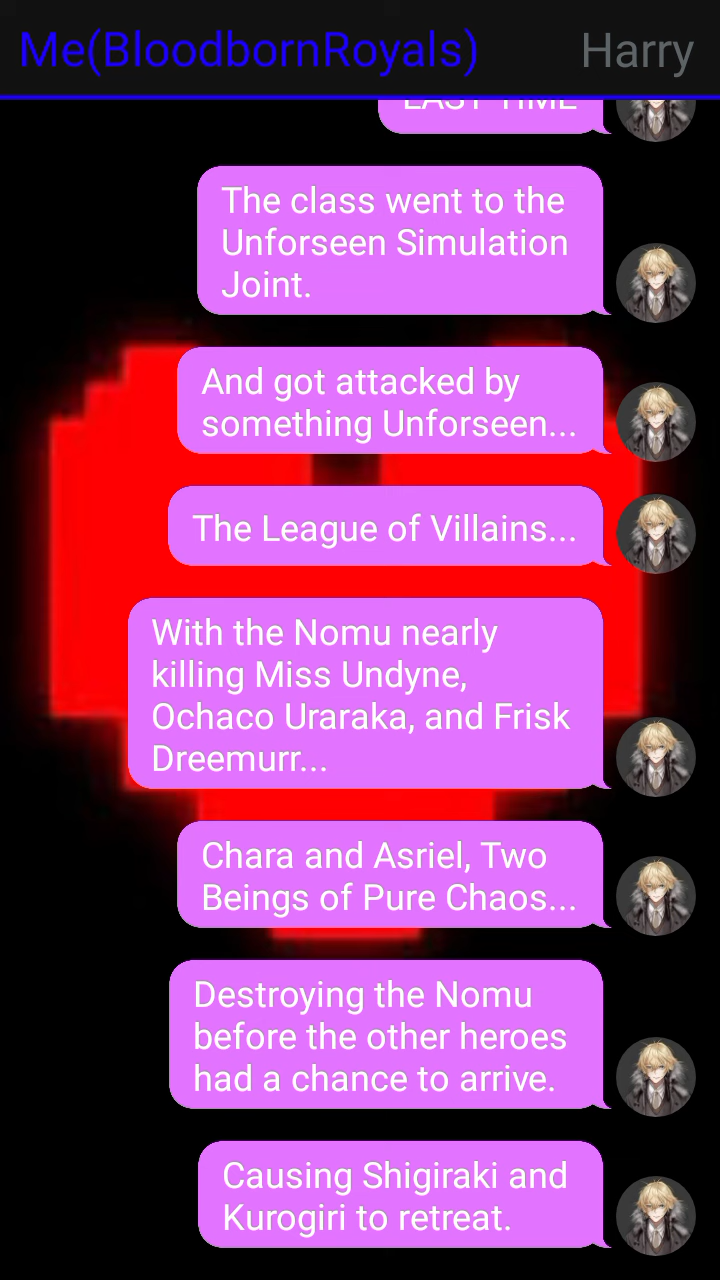 Me(BloodbornRoyals) Harry
LAST TIME
The class went to the
Unforseen Simulation
Joint.
And got attacked by
something Unforseen...
The League of Villains...
With the Nomu nearly
killing Miss Undyne,
Ochaco Uraraka, and Frisk
Dreemurr...
Chara and Asriel, Two
Beings of Pure Chaos...
Destroying the Nomu
before the other heroes
had a chance to arrive.
Causing Shigiraki and
Kurogiri to retreat.